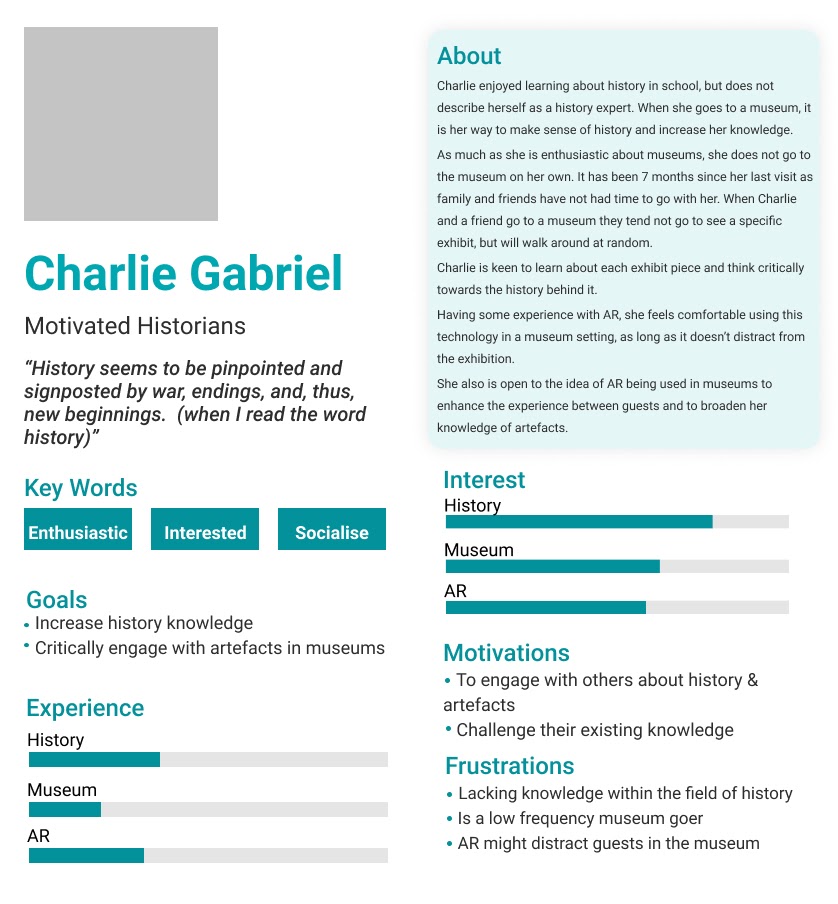 Charlie Gabriel
Motivated Historians
“History seems to be pinpointed and
signposted by war, endings, and, thus,
new beginnings.  (when I read the word
history)”
Key Words
Enthusiastic
Interested
Socialise
Goals
• Increase history knowledge
• Critically engage with artefacts in museums
Experience
History
Museum
AR
About
Charlie enjoyed learning about history in school, but does not
describe herself as a history expert. When she goes to a museum, it
is her way to make sense of history and increase her knowledge.
As much as she is enthusiastic about museums, she does not go to
the museum on her own. It has been 7 months since her last visit as
family and friends have not had time to go with her. When Charlie
and a friend go to a museum they tend not go to see a specific
exhibit, but will walk around at random.
Charlie is keen to learn about each exhibit piece and think critically
towards the history behind it.
Having some experience with AR, she feels comfortable using this
technology in a museum setting, as long as it doesn’t distract from
the exhibition.
She also is open to the idea of AR being used in museums to
enhance the experience between guests and to broaden her
knowledge of artefacts.
Interest
History
Museum
AR
Motivations
• To engage with others about history &
artefacts
• Challenge their existing knowledge
Frustrations
• Lacking knowledge within the field of history
• Is a low frequency museum goer
• AR might distract guests in the museum